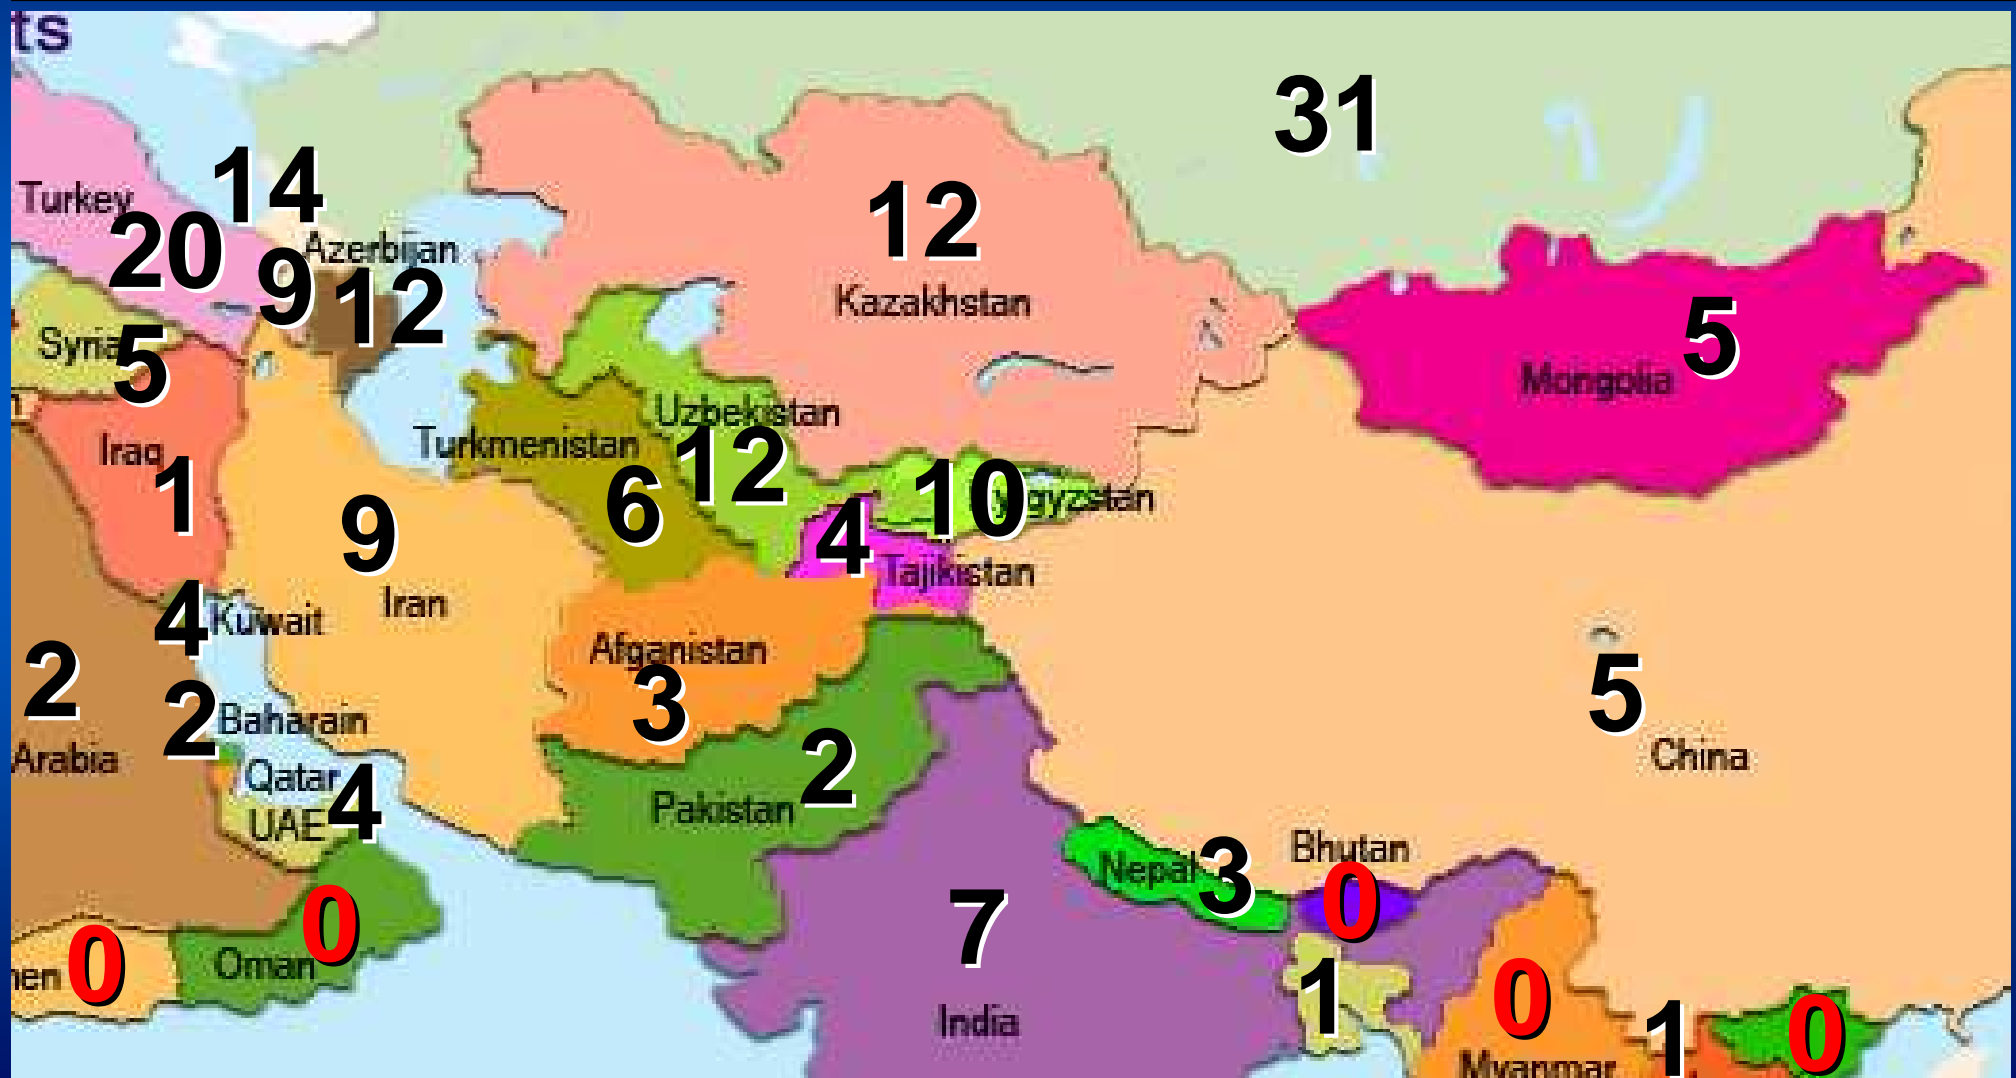 ts
31
14
Turkey
12
20
Azerbijan
9
12
Kazakhstan
5
Syria
5
Mongolia
Uzbekistan
Turkmenistan
Iraq
12
1
6
10
9
4
Tajikistan
Iran
4
Kuwait
Afganistan
2
3
5
2
Baharain
Arabia
China
Qatar
2
4
Pakistan
UAE
Bhutan
Nepal
3
0
0
7
Oman
0
1
0
India
1
0
Myanmar